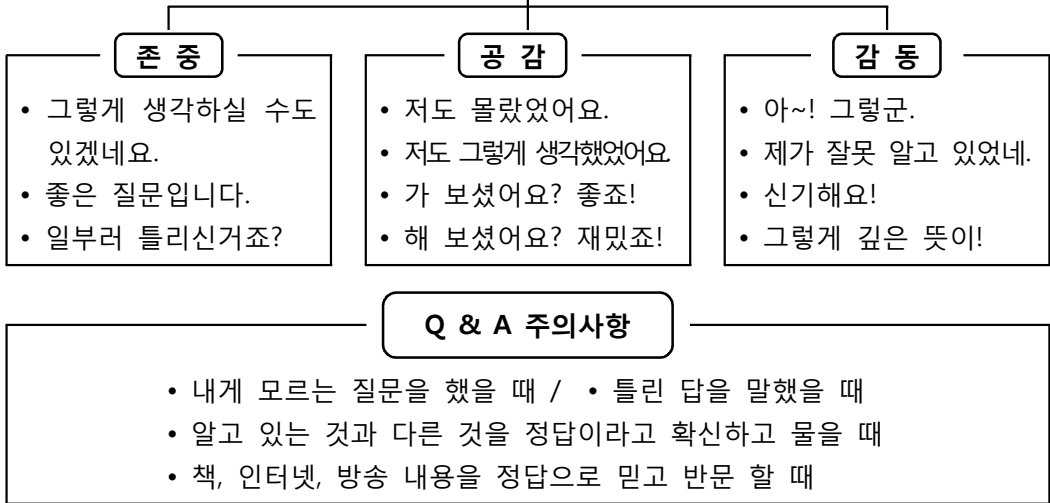 존 중
• 그렇게 생각하실 수도
있겠네요.
• 좋은 질문입니다.
• 일부러 틀리신거죠?
공 감
• 저도 몰랐었어요.
• 저도 그렇게 생각했었어요.
• 가 보셨어요? 좋죠!
• 해 보셨어요? 재밌죠!
감 동
• 아~! 그렇군.
• 제가 잘못 알고 있었네.
• 신기해요!
• 그렇게 깊은 뜻이!
Q & A 주의사항
• 내게 모르는 질문을 했을 때 / • 틀린 답을 말했을 때
• 알고 있는 것과 다른 것을 정답이라고 확신하고 물을 때
• 책, 인터넷, 방송 내용을 정답으로 믿고 반문 할 때